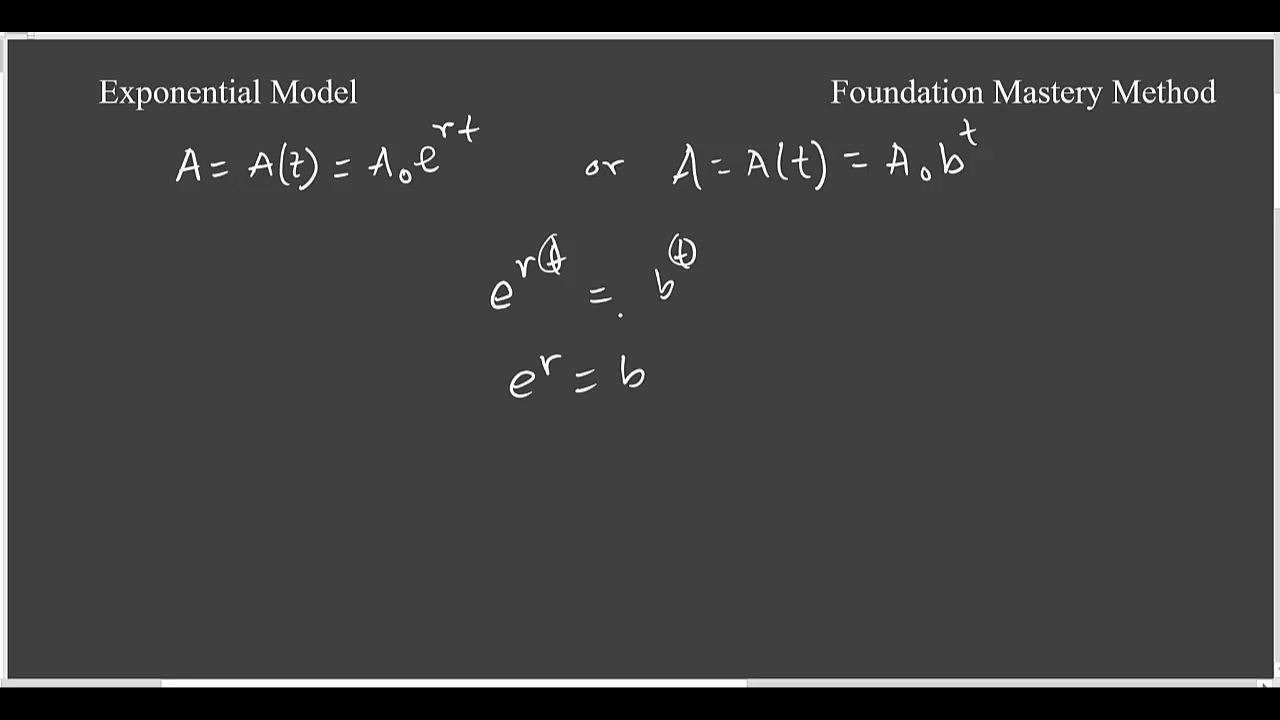 Exponential Model Foundation Mastery Method
A = A(t) = A₀e^{rt} or A = A(t) = A₀b^t
e^{rt} = b^t
e^r = b